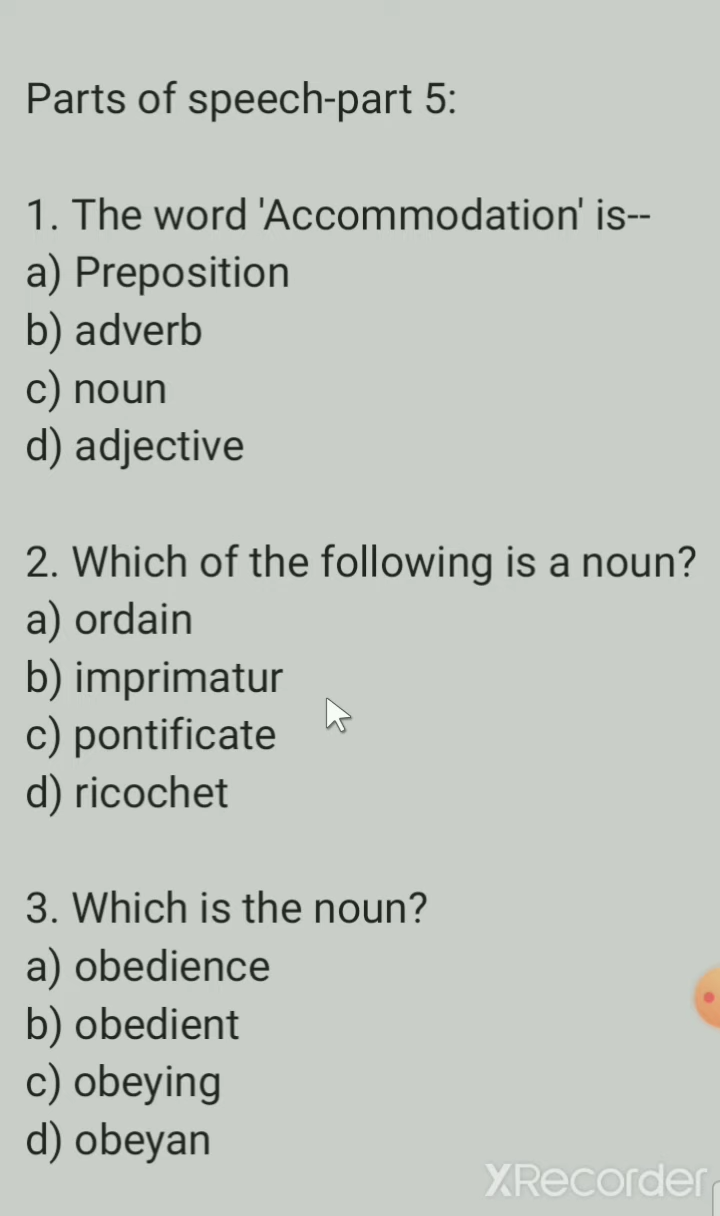 Parts of speech-part 5:
1. The word 'Accommodation' is--
a) Preposition
b) adverb
c) noun
d) adjective
2. Which of the following is a noun?
a) ordain
b) imprimatur
c) pontificate
d) ricochet
3. Which is the noun?
a) obedience
b) obedient
c) obeying
d) obeyan
XRecorder